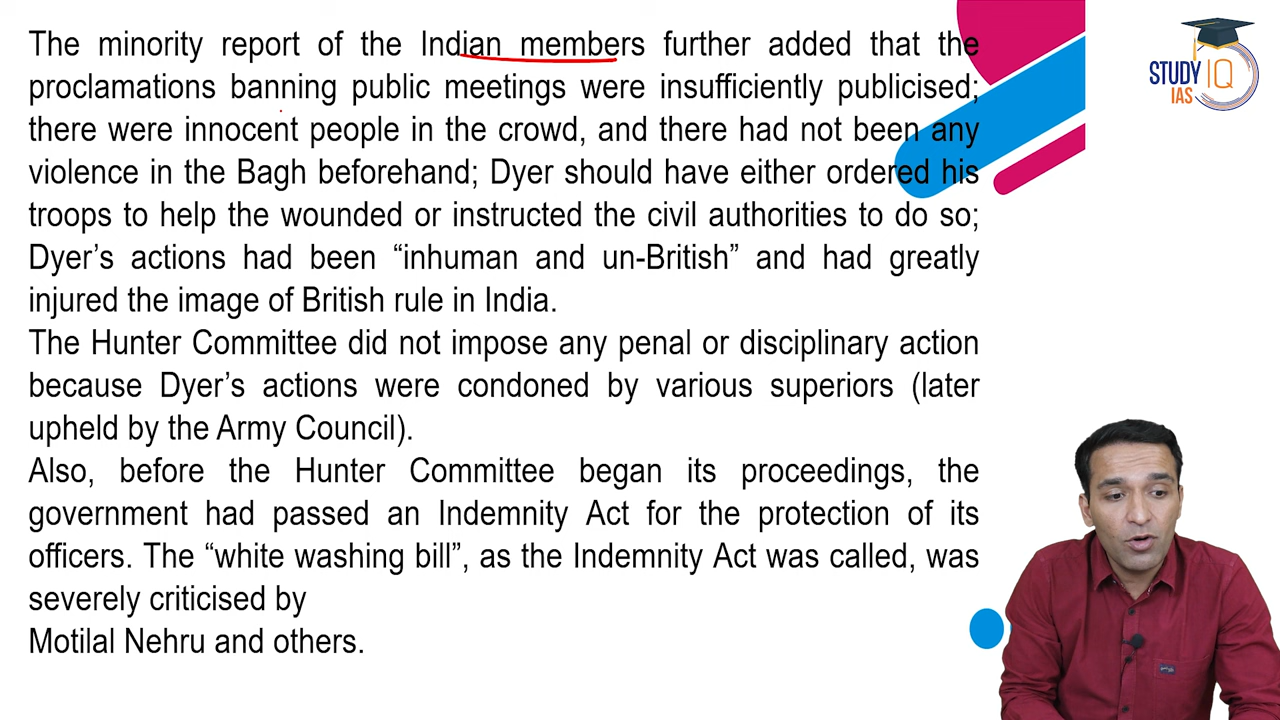 The minority report of the Indian members further added that the
proclamations banning public meetings were insufficiently publicised;
there were innocent people in the crowd, and there had not been any
violence in the Bagh beforehand; Dyer should have either ordered his
troops to help the wounded or instructed the civil authorities to do so;
Dyer's actions had been “inhuman and un-British” and had greatly
injured the image of British rule in India.
The Hunter Committee did not impose any penal or disciplinary action
because Dyer's actions were condoned by various superiors (later
upheld by the Army Council).
Also, before the Hunter Committee began its proceedings, the
government had passed an Indemnity Act for the protection of its
officers. The “white washing bill”, as the Indemnity Act was called, was
severely criticised by
Motilal Nehru and others.
STUDY IQ
IAS